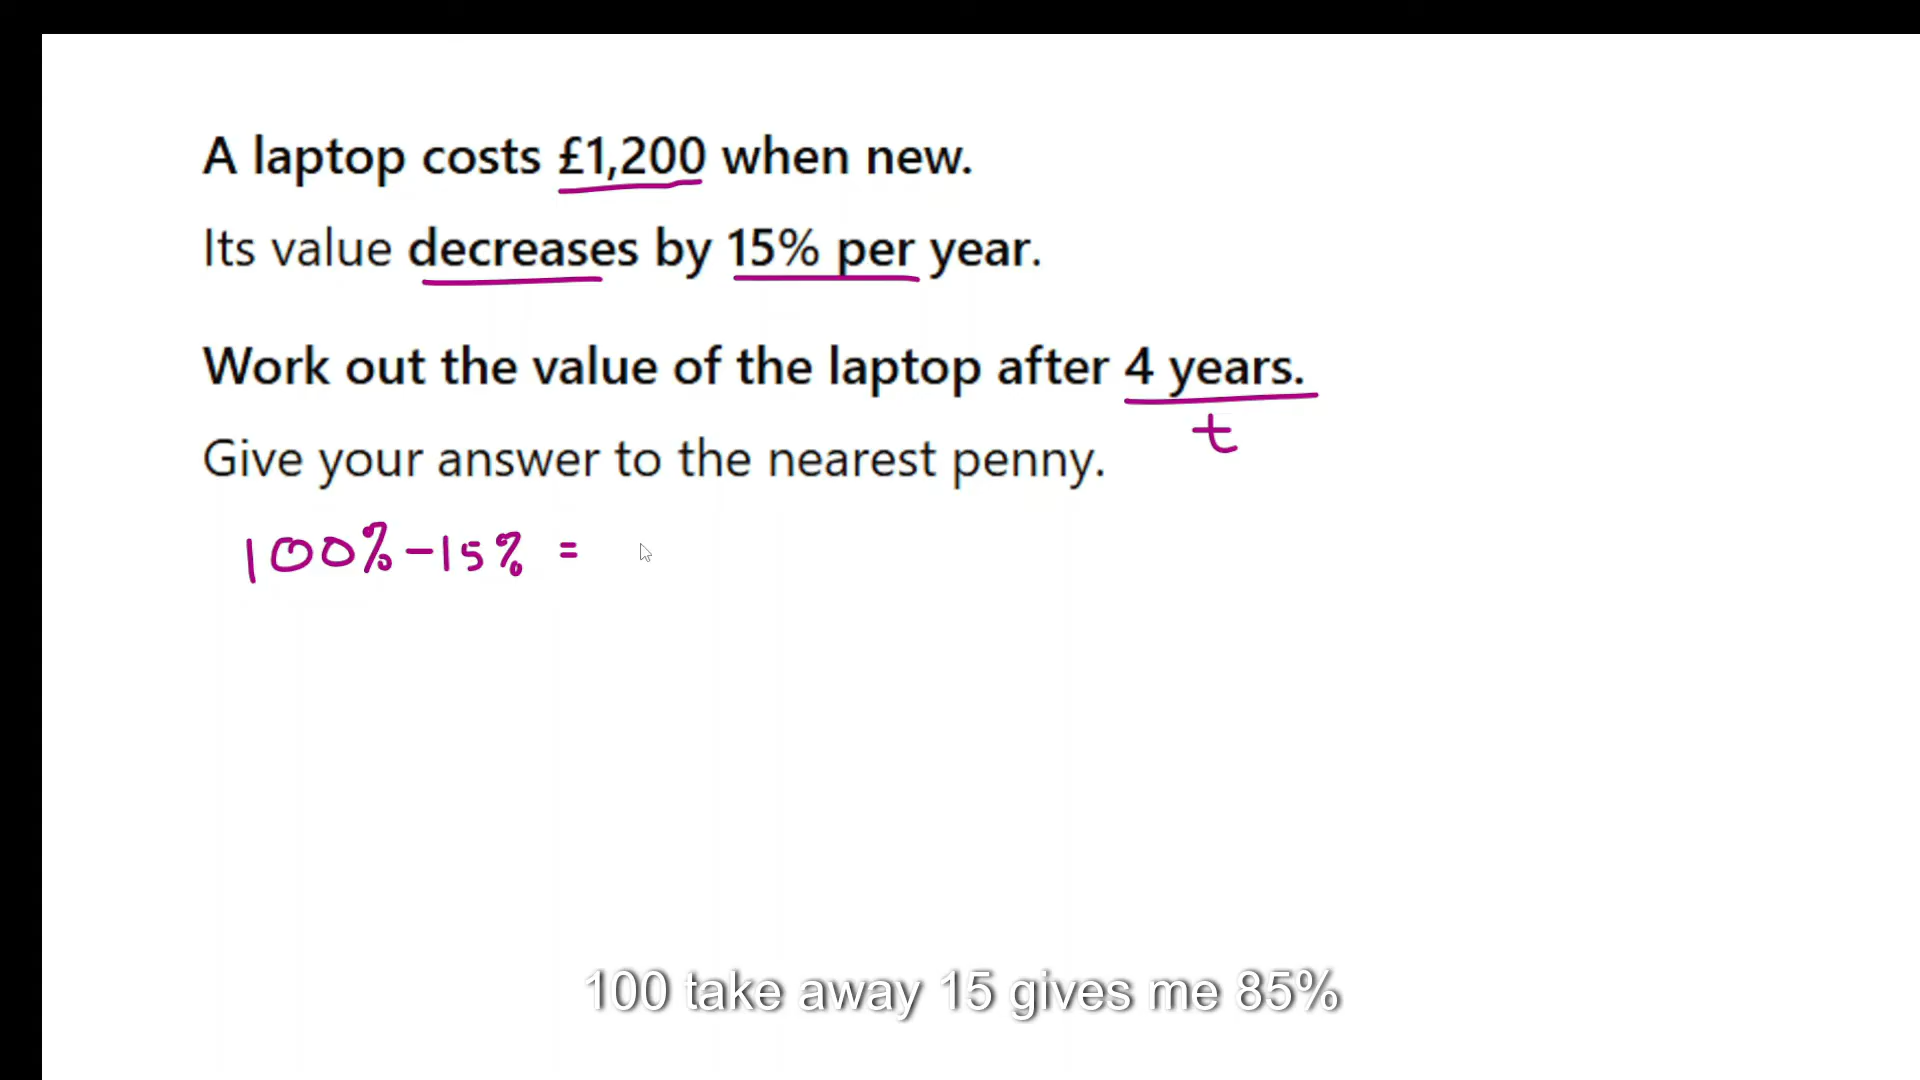 A laptop costs £1,200 when new.
Its value decreases by 15% per year.
Work out the value of the laptop after 4 years.
t
Give your answer to the nearest penny.
100% - 15% =
100 take away 15 gives me 85%